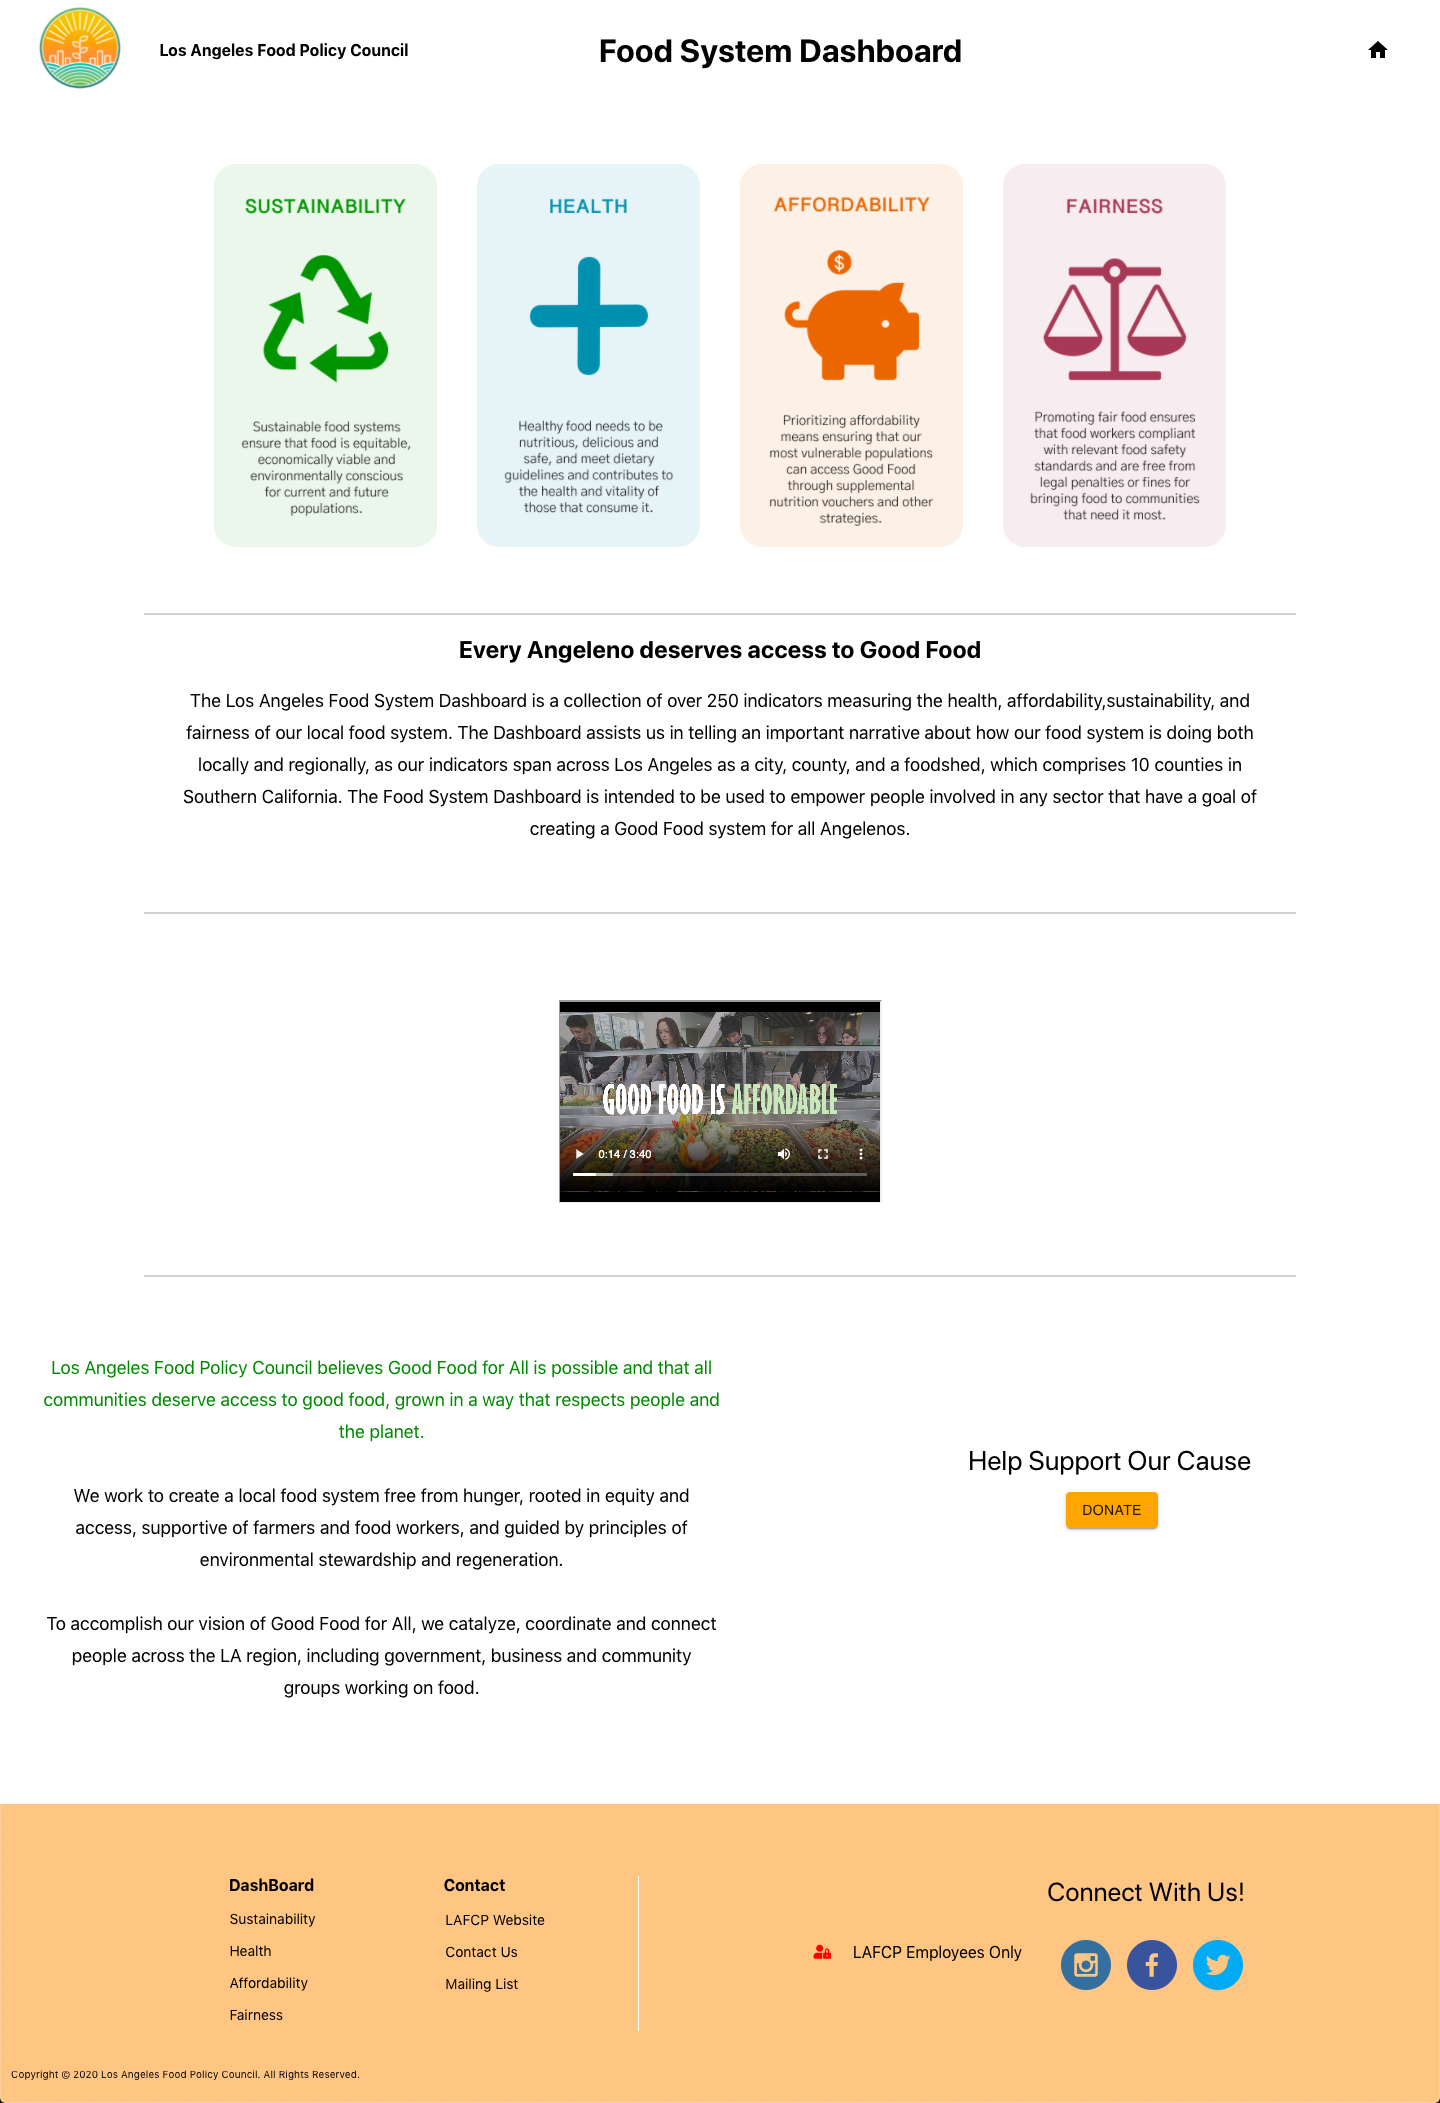 Los Angeles Food Policy Council
Food System Dashboard
SUSTAINABILITY
Sustainable food systems
ensure that food is equitable,
economically viable and
environmentally conscious
for current and future
populations.
HEALTH
Healthy food needs to be
nutritious, delicious and
safe, and meet dietary
guidelines and contributes to
the health and vitality of
those that consume it.
AFFORDABILITY
$
Prioritizing affordability
means ensuring that our
most vulnerable populations
can access Good Food
through supplemental
nutrition vouchers and other
strategies.
FAIRNESS
Promoting fair food ensures
that food workers compliant
with relevant food safety
standards and are free from
legal penalties or fines for
bringing food to communities
that need it most.
Every Angeleno deserves access to Good Food
The Los Angeles Food System Dashboard is a collection of over 250 indicators measuring the health, affordability,sustainability, and
fairness of our local food system. The Dashboard assists us in telling an important narrative about how our food system is doing both
locally and regionally, as our indicators span across Los Angeles as a city, county, and a foodshed, which comprises 10 counties in
Southern California. The Food System Dashboard is intended to be used to empower people involved in any sector that have a goal of
creating a Good Food system for all Angelenos.
GOOD FOOD IS AFFORDABLE
0:14 / 3:40
Los Angeles Food Policy Council believes Good Food for All is possible and that all
communities deserve access to good food, grown in a way that respects people and
the planet.
We work to create a local food system free from hunger, rooted in equity and
access, supportive of farmers and food workers, and guided by principles of
environmental stewardship and regeneration.
To accomplish our vision of Good Food for All, we catalyze, coordinate and connect
people across the LA region, including government, business and community
groups working on food.
Help Support Our Cause
DONATE
DashBoard
Sustainability
Health
Affordability
Fairness
Contact
LAFCP Website
Contact Us
Mailing List
LAFCP Employees Only
Connect With Us!
Copyright © 2020 Los Angeles Food Policy Council. All Rights Reserved.